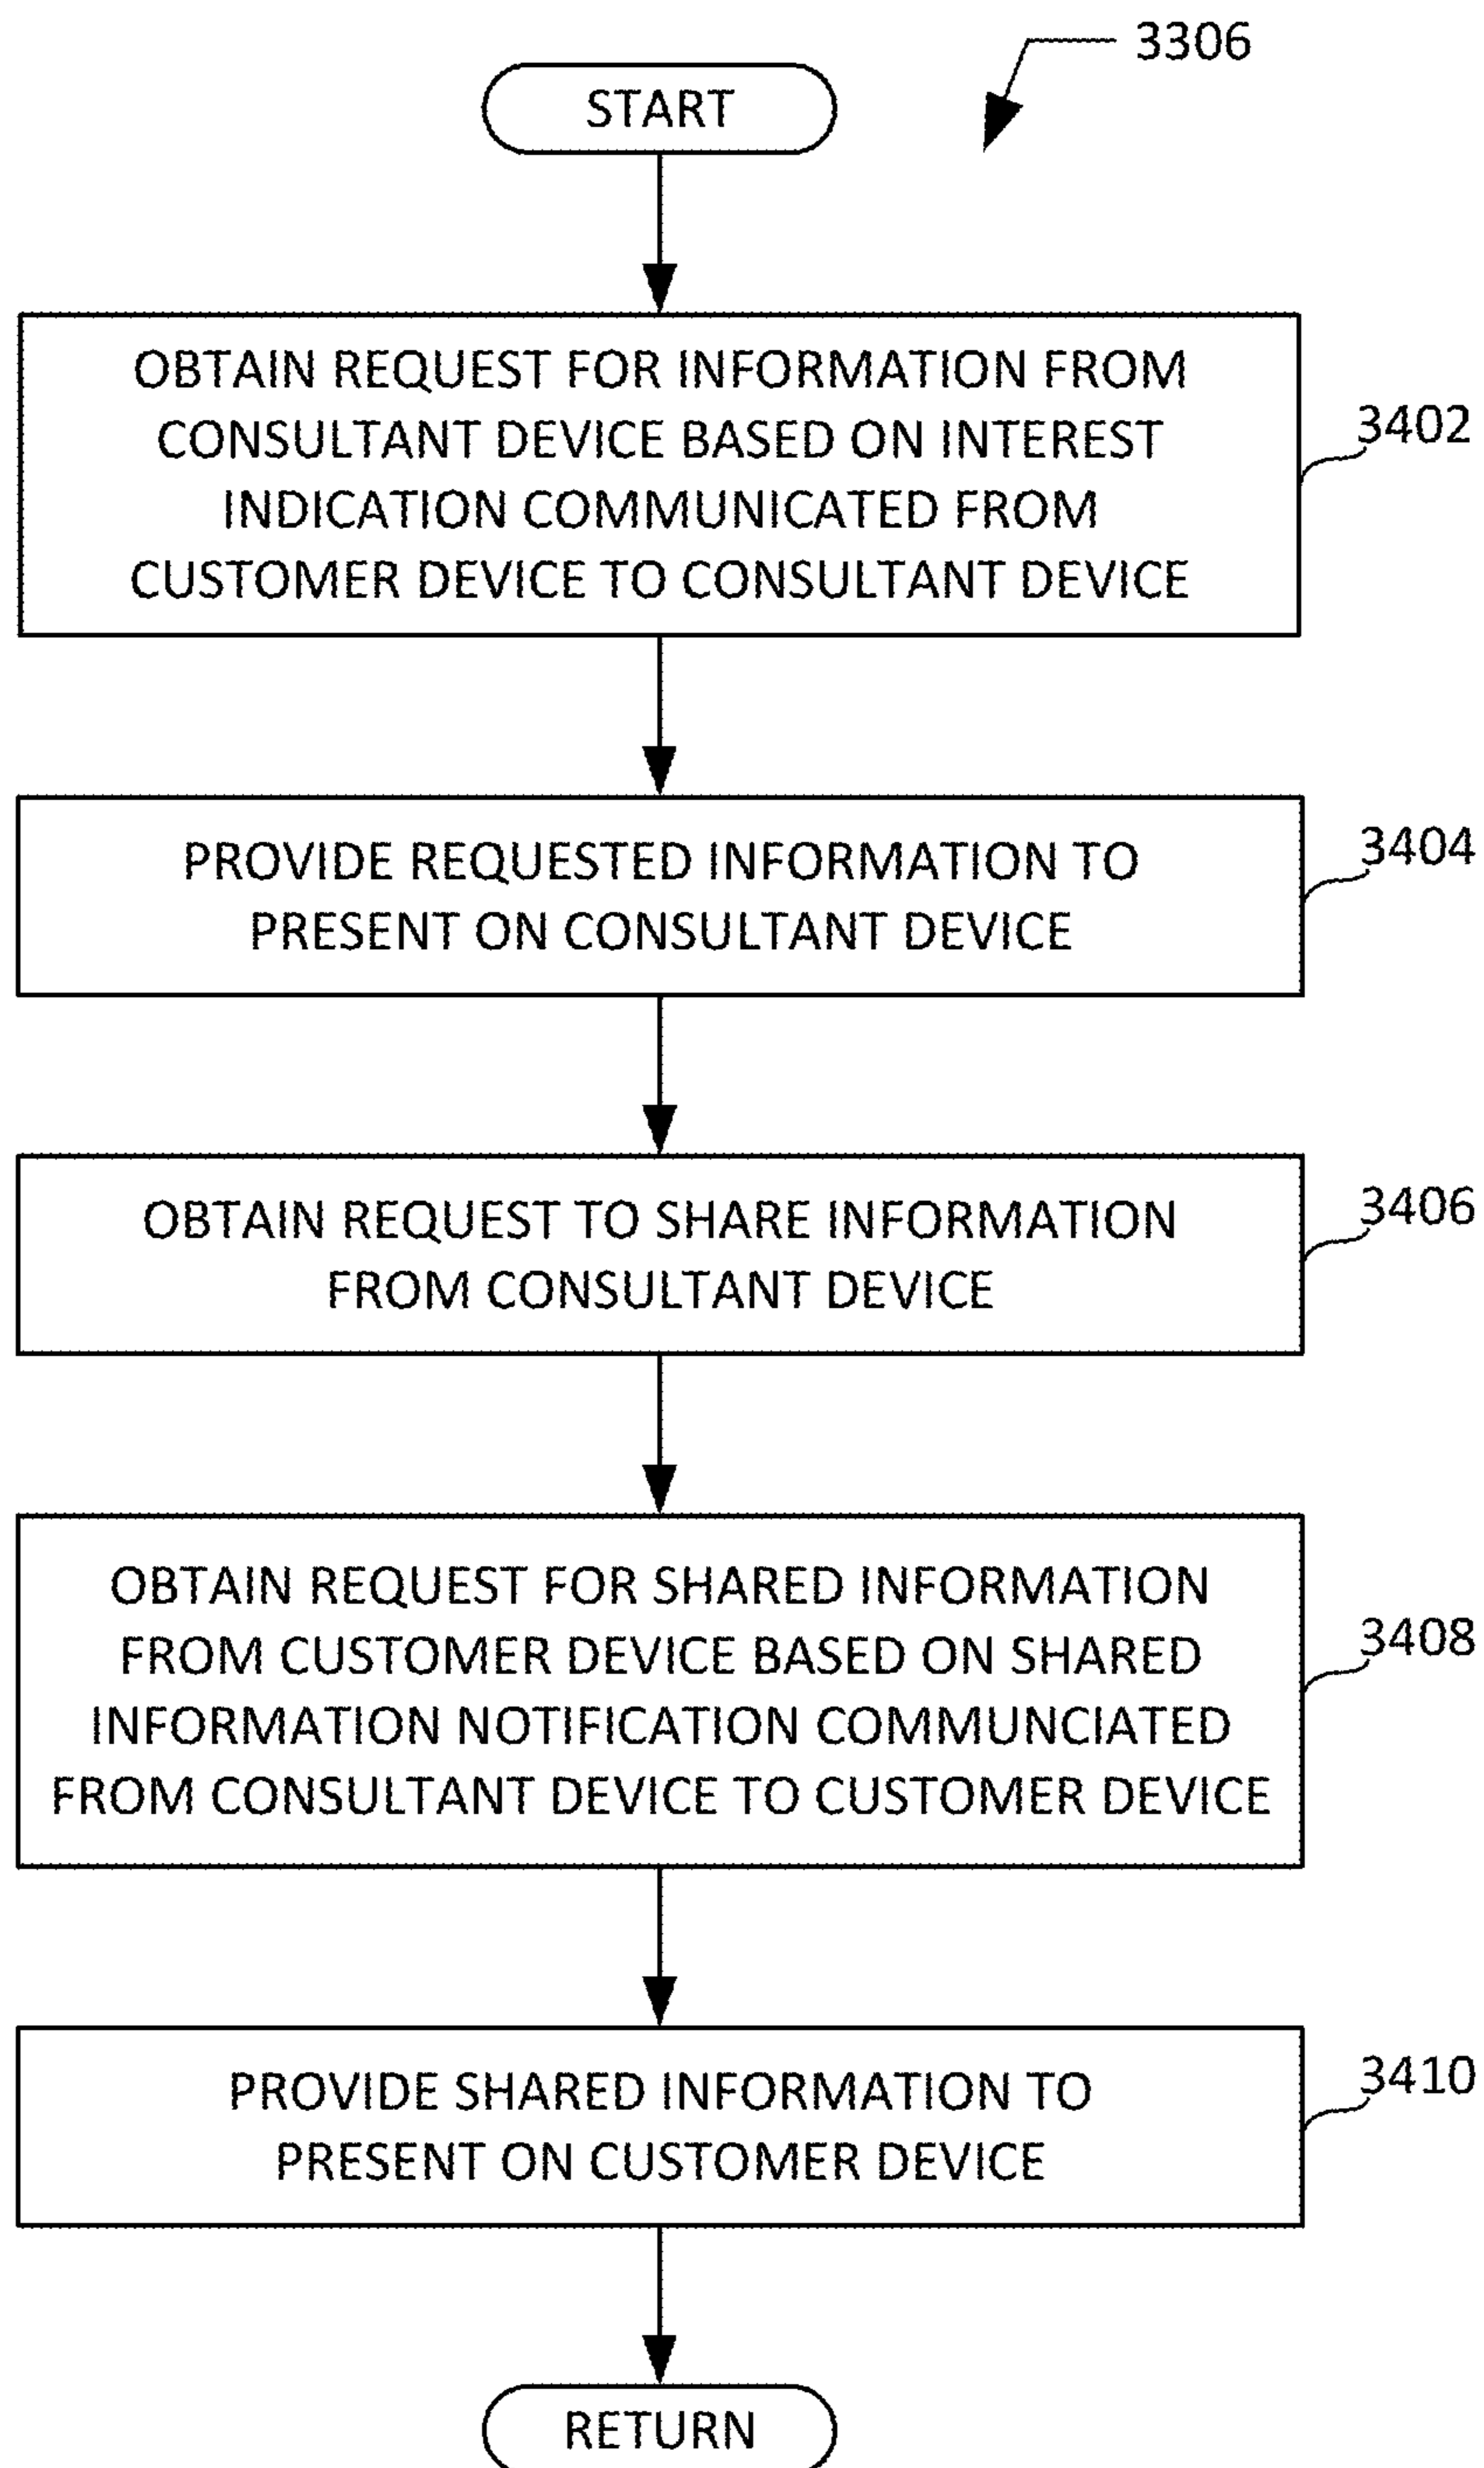 3306
START
OBTAIN REQUEST FOR INFORMATION FROM
CONSULTANT DEVICE BASED ON INTEREST
INDICATION COMMUNICATED FROM
CUSTOMER DEVICE TO CONSULTANT DEVICE
3402
PROVIDE REQUESTED INFORMATION TO
PRESENT ON CONSULTANT DEVICE
3404
OBTAIN REQUEST TO SHARE INFORMATION
FROM CONSULTANT DEVICE
3406
OBTAIN REQUEST FOR SHARED INFORMATION
FROM CUSTOMER DEVICE BASED ON SHARED
INFORMATION NOTIFICATION COMMUNCIATED
FROM CONSULTANT DEVICE TO CUSTOMER DEVICE
3408
PROVIDE SHARED INFORMATION TO
PRESENT ON CUSTOMER DEVICE
3410
RETURN